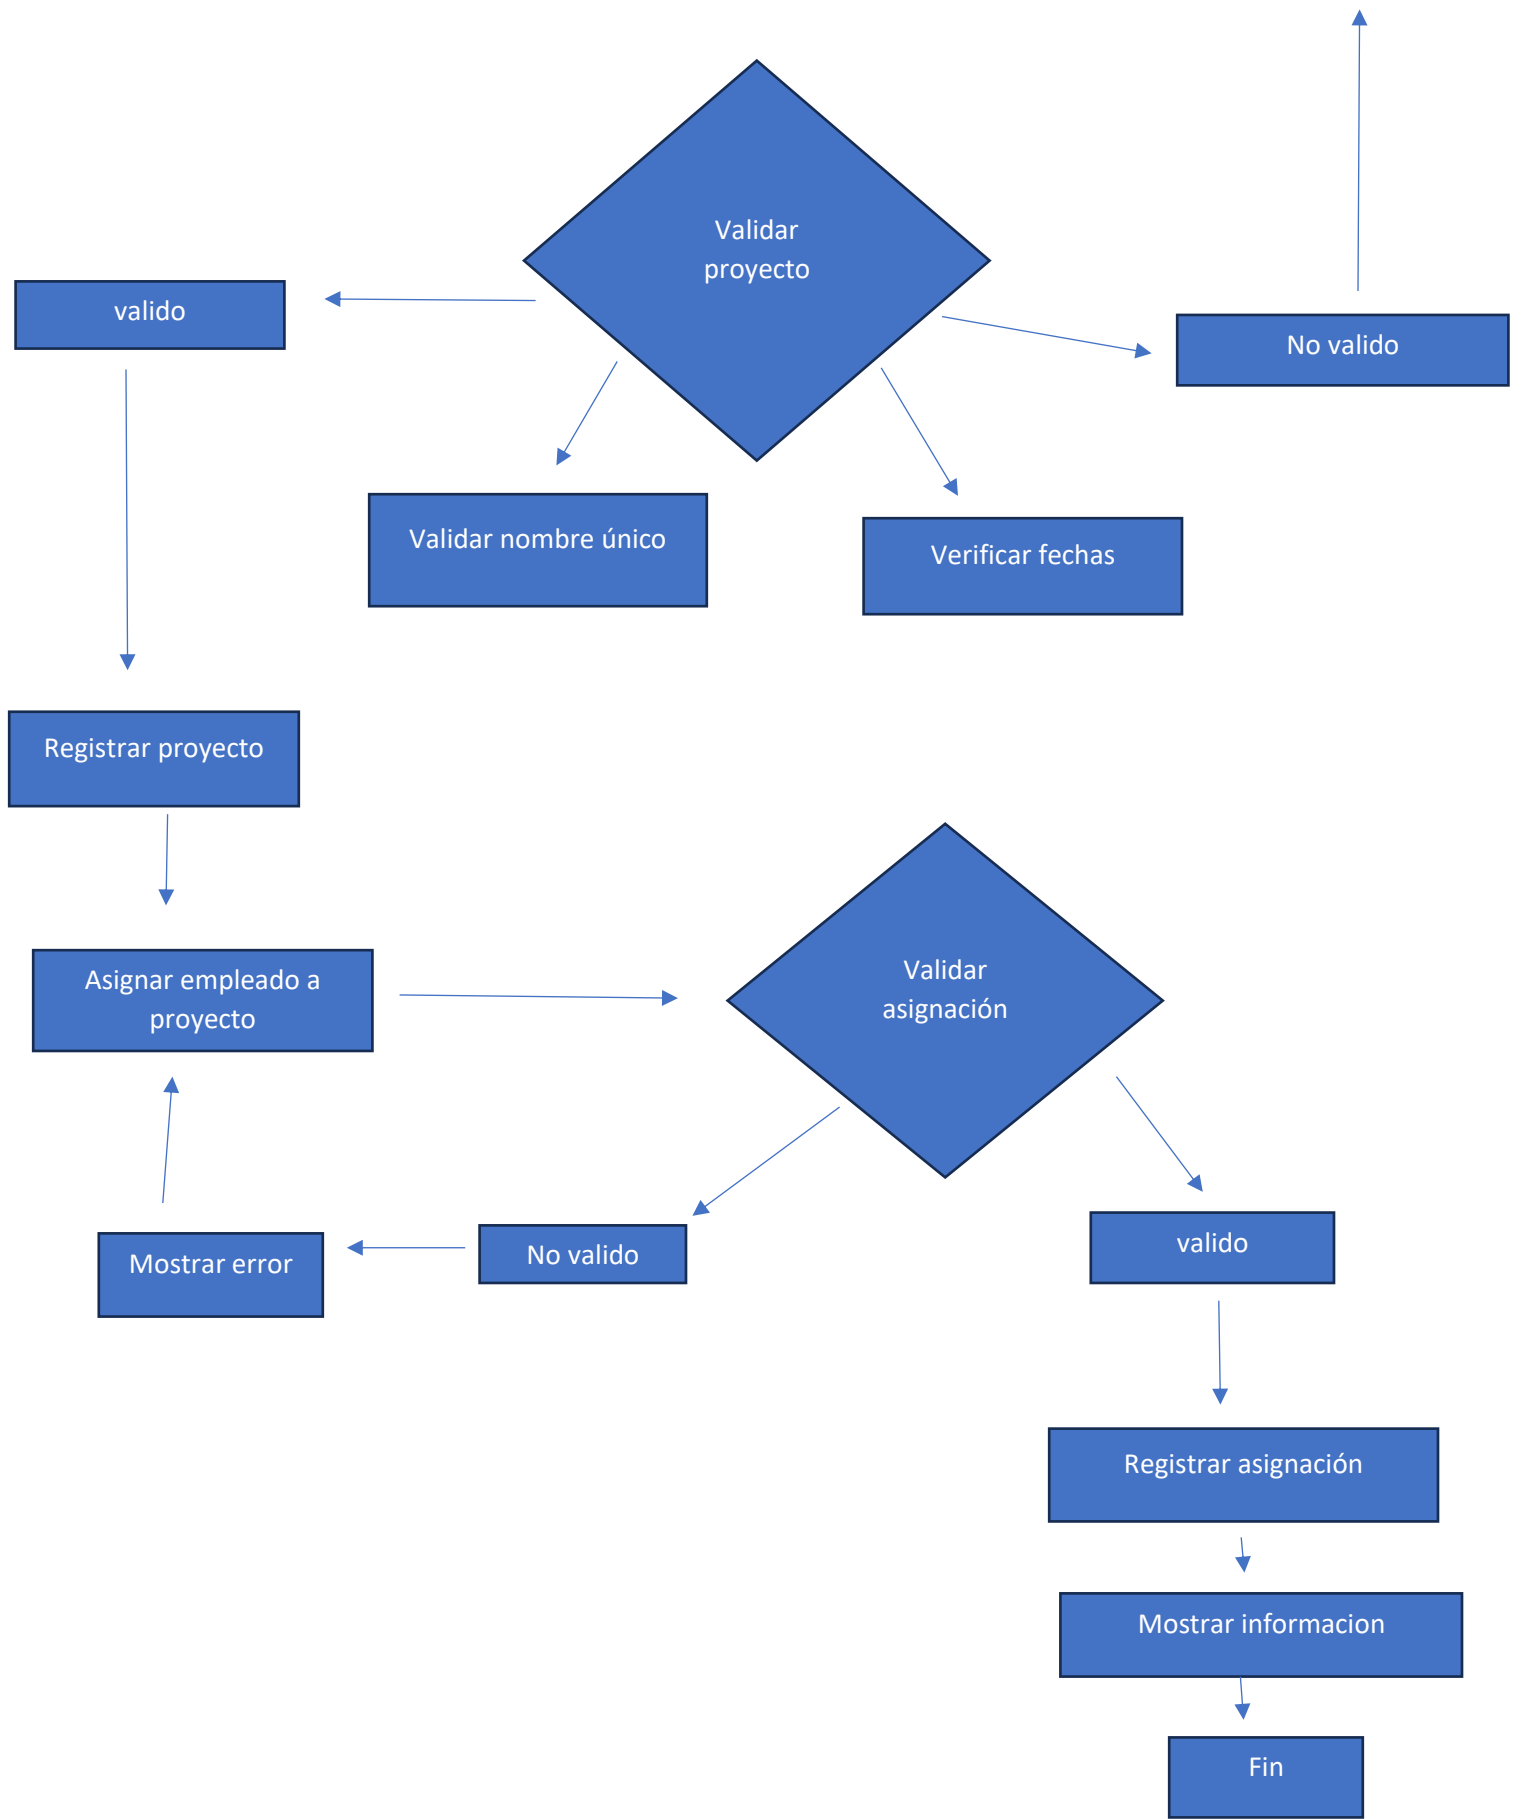 Validar
proyecto
valido
No valido
Validar nombre único
Verificar fechas
Registrar proyecto
Asignar empleado a
proyecto
Validar
asignación
Mostrar error
No valido
valido
Registrar asignación
Mostrar informacion
Fin